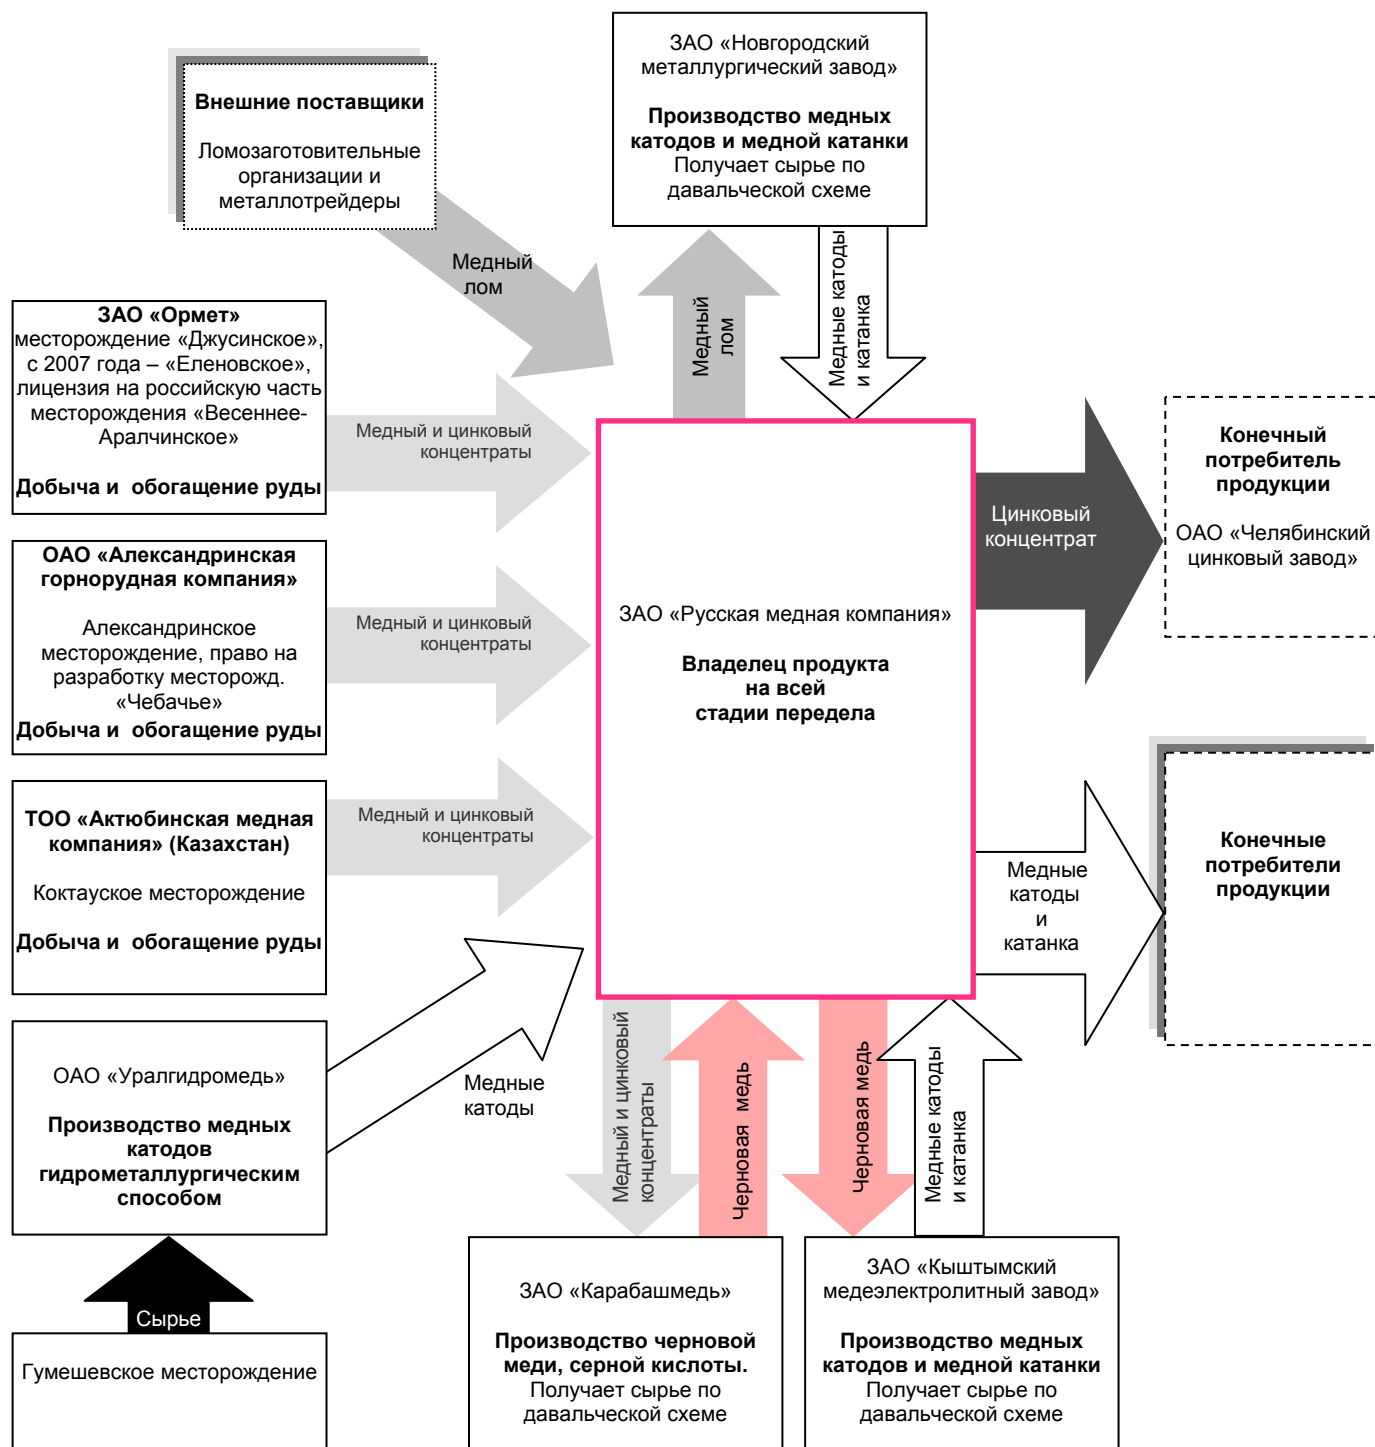 ЗАО «Новгородский
металлургический завод»
Производство медных
катодов и медной катанки
Получает сырье по
давальческой схеме
Внешние поставщики
Ломозаготовительные
организации и
металлотрейдеры
Медный
лом
Медный
лом
Медные катоды
и катанка
ЗАО «Ормет»
месторождение «Джусинское»,
с 2007 года – «Еленовское»,
лицензия на российскую часть
месторождения «Весеннее-
Аралчинское»
Добыча и обогащение руды
Медный и цинковый
концентраты
ОАО «Александринская
горнорудная компания»
Александринское
месторождение, право на
разработку месторожд.
«Чебачье»
Добыча и обогащение руды
Медный и цинковый
концентраты
ТОО «Актюбинская медная
компания» (Казахстан)
Коктауское месторождение
Добыча и обогащение руды
Медный и цинковый
концентраты
ЗАО «Русская медная компания»
Владелец продукта
на всей
стадии передела
Цинковый
концентрат
Конечный
потребитель
продукции
ОАО «Челябинский
цинковый завод»
Медные
катоды
и
катанка
Конечные
потребители
продукции
ОАО «Уралгидромедь»
Производство медных
катодов
гидрометаллургическим
способом
Медные
катоды
Сырье
Гумешевское месторождение
Медный и цинковый
концентраты
Черновая медь
Черновая медь
Медные катоды
и катанка
ЗАО «Карабашмедь»
Производство черновой
меди, серной кислоты.
Получает сырье по
давальческой схеме
ЗАО «Кыштымский
медеэлектролитный завод»
Производство медных
катодов и медной катанки
Получает сырье по
давальческой схеме